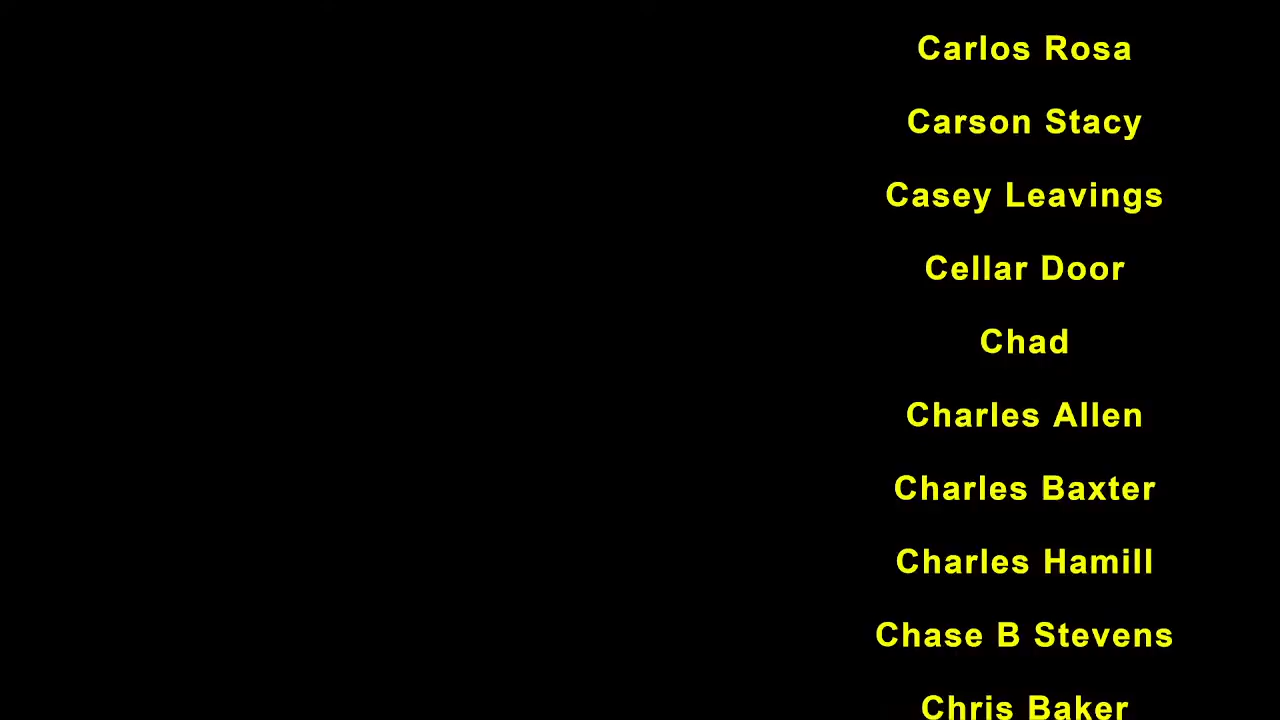 Carlos Rosa
Carson Stacy
Casey Leavings
Cellar Door
Chad
Charles Allen
Charles Baxter
Charles Hamill
Chase B Stevens
Chris Baker